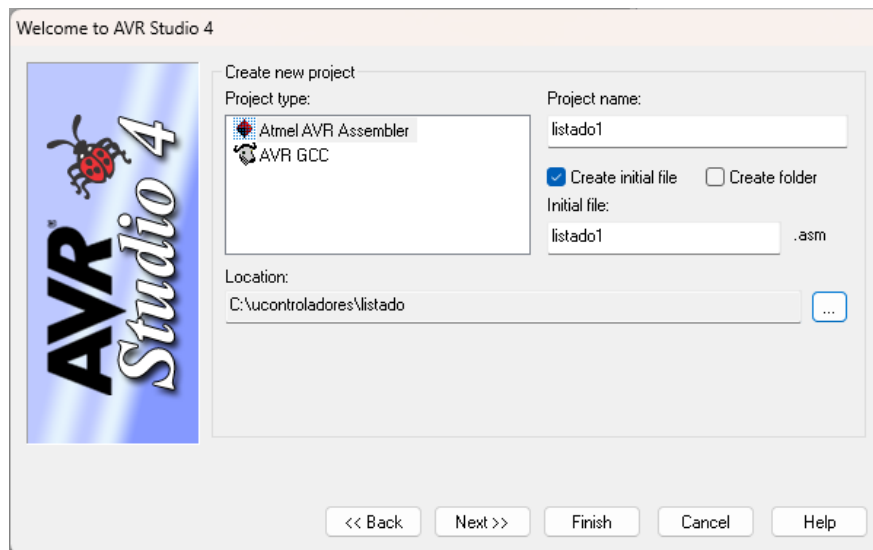 Welcome to AVR Studio 4
AVR Studio 4
Create new project
Project type:
Atmel AVR Assembler
AVR GCC
Project name:
listado1
Create initial file
Create folder
Initial file:
listado1 .asm
Location:
C:\ucontroladores\listado
...
<< Back Next >> Finish Cancel Help